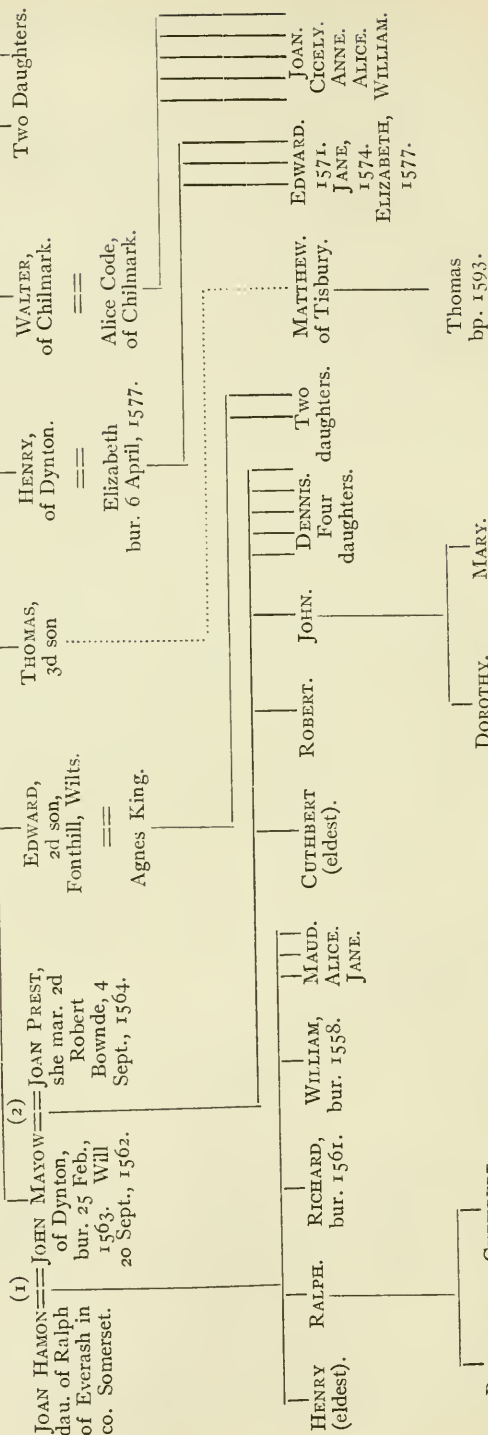 (1)
(2)
JOAN HAMON==JOHN MAYOW==JOAN PREST,
dau. of Ralph
of Everash in
co. Somerset.
of Dynton,
bur. 25 Feb.,
1563. Will
20 Sept., 1562.
she mar. 2d
Robert
Bownde, 4
Sept., 1564.
EDWARD,
2d son,
Fonthill, Wilts.
==
Agnes King.
THOMAS,
3d son
HENRY,
of Dynton.
==
Elizabeth
bur. 6 April, 1577.
WALTER,
of Chilmark.
==
Alice Code,
of Chilmark.
Two Daughters.
HENRY
(eldest).
RALPH.
RICHARD,
bur. 1561.
WILLIAM,
bur. 1558.
MAUD.
ALICE.
JANE.
CUTHBERT
(eldest).
ROBERT.
JOHN.
DENNIS.
Four
daughters.
Two
daughters.
MATTHEW.
of Tisbury.
EDWARD.
1571.
JANE,
1574.
ELIZABETH,
1577.
JOAN.
CICELY.
ANNE.
ALICE.
WILLIAM.
DOROTHY.
MARY.
Thomas
bp. 1593.